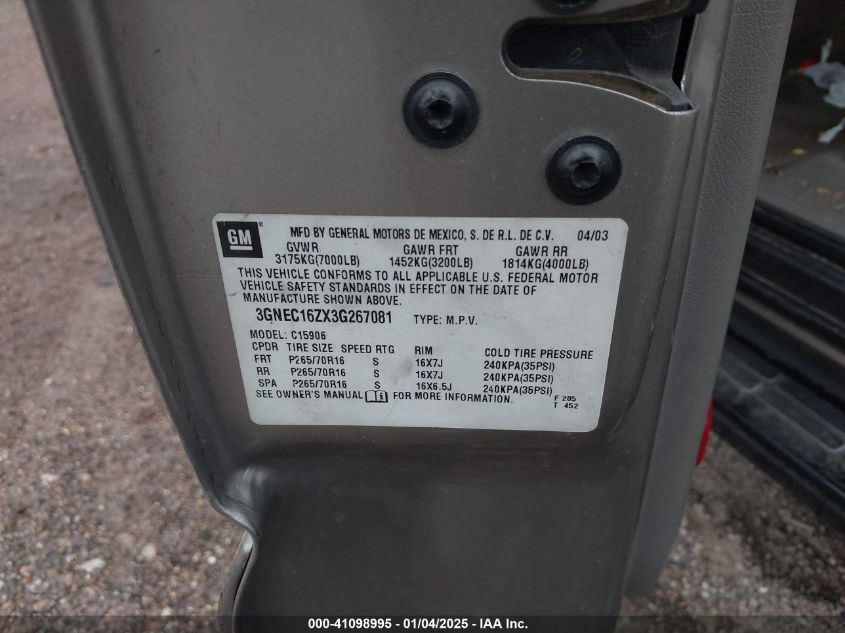 GM
MFD BY GENERAL MOTORS DE MEXICO, S. DE R.L. DE C.V. 04/03
GVWR GAWR FRT GAWR RR
3175KG(7000LB) 1452KG(3200LB) 1814KG(4000LB)
THIS VEHICLE CONFORMS TO ALL APPLICABLE U.S. FEDERAL MOTOR
VEHICLE SAFETY STANDARDS IN EFFECT ON THE DATE OF
MANUFACTURE SHOWN ABOVE.
3GNEC16ZX3G267081 TYPE: M.P.V.
MODEL: C15906
CPDR TIRE SIZE SPEED RTG RIM COLD TIRE PRESSURE
FRT P265/70R16 S 16X7J 240KPA(35PSI)
RR P265/70R16 S 16X7J 240KPA(35PSI)
SPA P265/70R16 S 16X6.5J 240KPA(35PSI)
SEE OWNER'S MANUAL FOR MORE INFORMATION. F 205
T 452
000-41098995 - 01/04/2025 - IAA Inc.